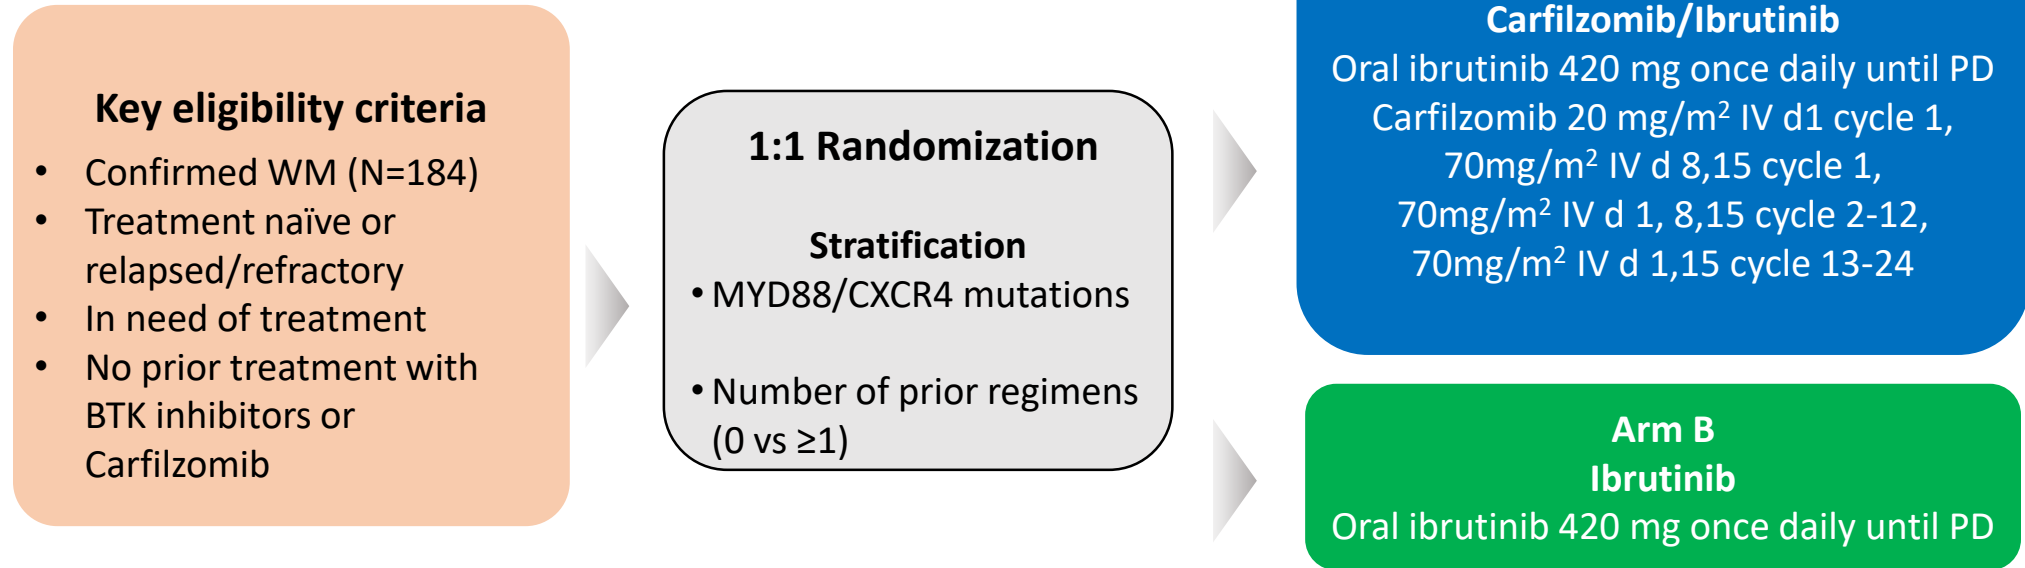 Key eligibility criteria
• Confirmed WM (N=184)
• Treatment naïve or
relapsed/refractory
• In need of treatment
• No prior treatment with
BTK inhibitors or
Carfilzomib
1:1 Randomization
Stratification
• MYD88/CXCR4 mutations
• Number of prior regimens
(0 vs ≥1)
Carfilzomib/Ibrutinib
Oral ibrutinib 420 mg once daily until PD
Carfilzomib 20 mg/m² IV d1 cycle 1,
70mg/m² IV d 8,15 cycle 1,
70mg/m² IV d 1, 8,15 cycle 2-12,
70mg/m² IV d 1,15 cycle 13-24
Arm B
Ibrutinib
Oral ibrutinib 420 mg once daily until PD